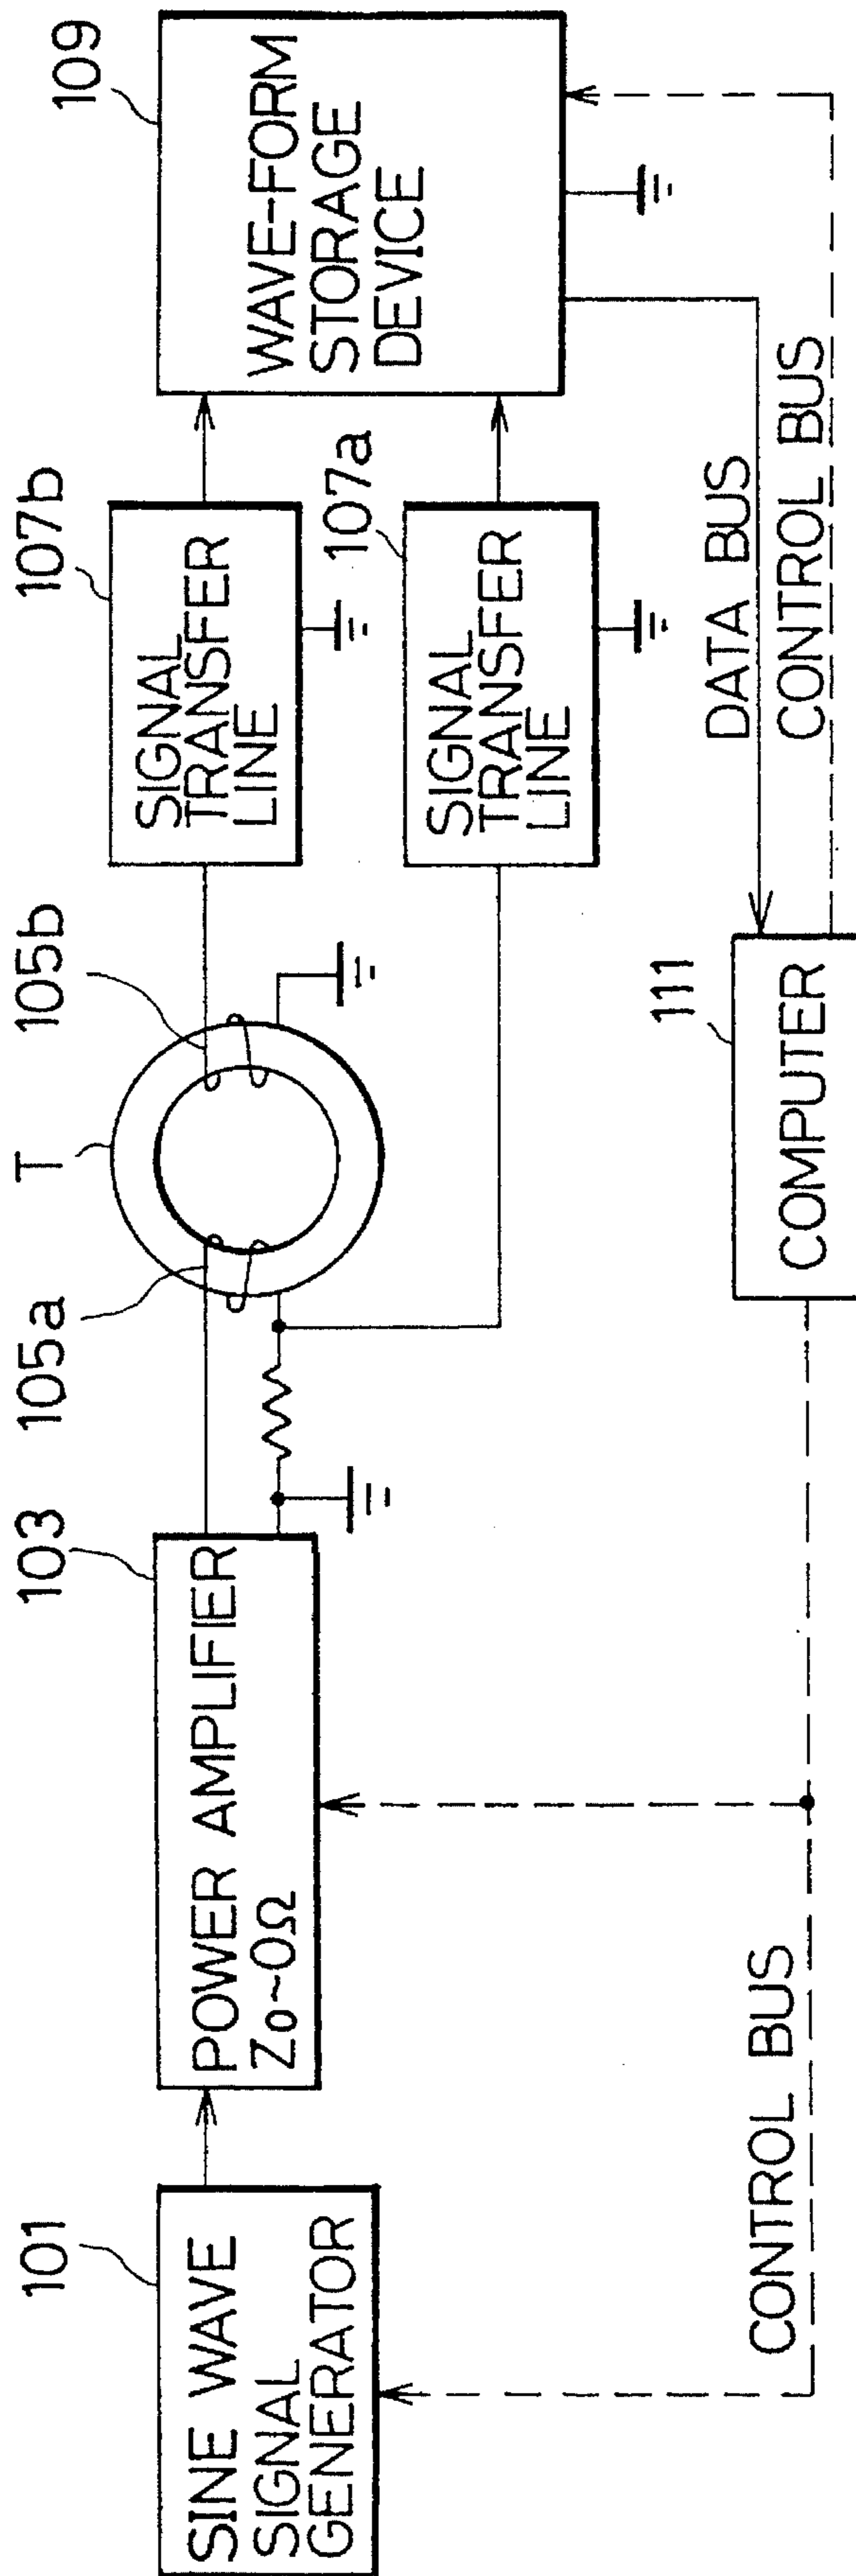 101
SINE WAVE
SIGNAL
GENERATOR
103
POWER AMPLIFIER
Zo~0Ω
105a
T
105b
107b
SIGNAL
TRANSFER
LINE
107a
SIGNAL
TRANSFER
LINE
109
WAVE-FORM
STORAGE
DEVICE
DATA BUS
CONTROL BUS
111
COMPUTER
CONTROL BUS